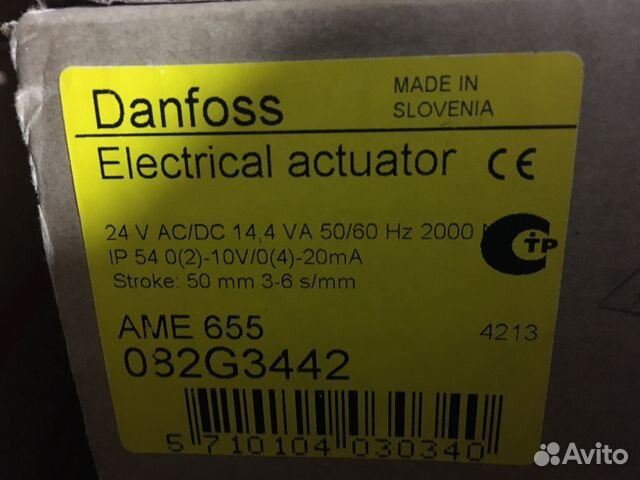 Danfoss
MADE IN
SLOVENIA
Electrical actuator CE
24 V AC/DC 14,4 VA 50/60 Hz 2000
IP 54 0(2)-10V/0(4)-20mA
Stroke: 50 mm 3-6 s/mm
AME 655
4213
082G3442
5 710104 030340
Avito